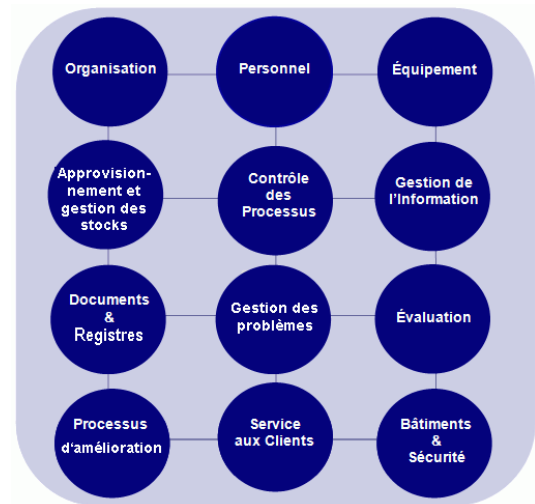 Organisation
Personnel
Équipement
Approvision-
nement et
gestion des
stocks
Contrôle
des
Processus
Gestion de
l'Information
Documents
&
Registres
Gestion des
problèmes
Évaluation
Processus
d'amélioration
Service
aux Clients
Bâtiments
&
Sécurité